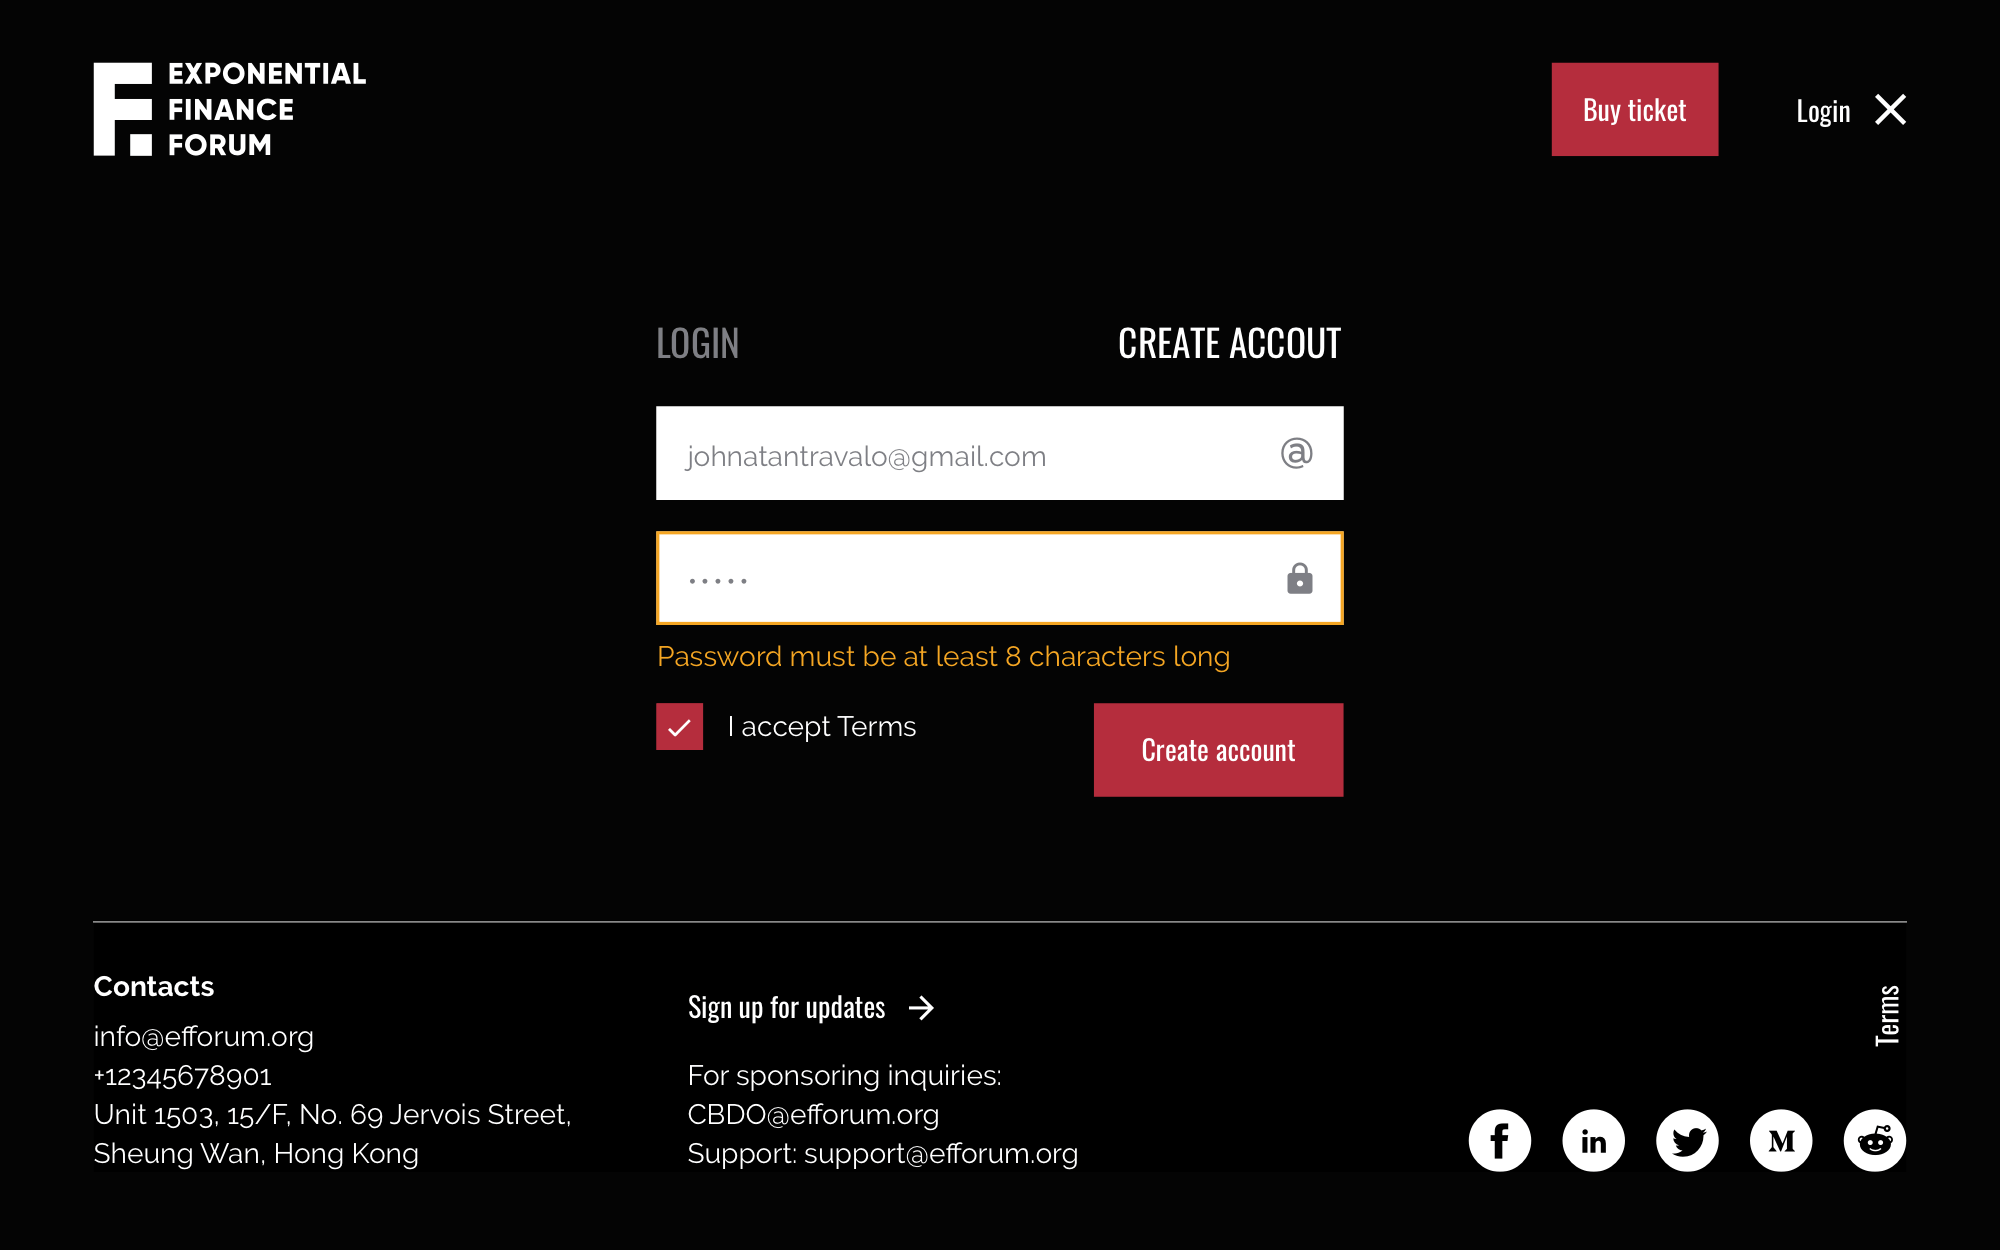 EXPONENTIAL
FINANCE
FORUM
Buy ticket
Login
LOGIN
CREATE ACCOUT
johnatantravalo@gmail.com
@
•••••
Password must be at least 8 characters long
I accept Terms
Create account
Contacts
info@efforum.org
+12345678901
Unit 1503, 15/F, No. 69 Jervois Street,
Sheung Wan, Hong Kong
Sign up for updates →
For sponsoring inquiries:
CBDO@efforum.org
Support: support@efforum.org
Terms
f
in
M